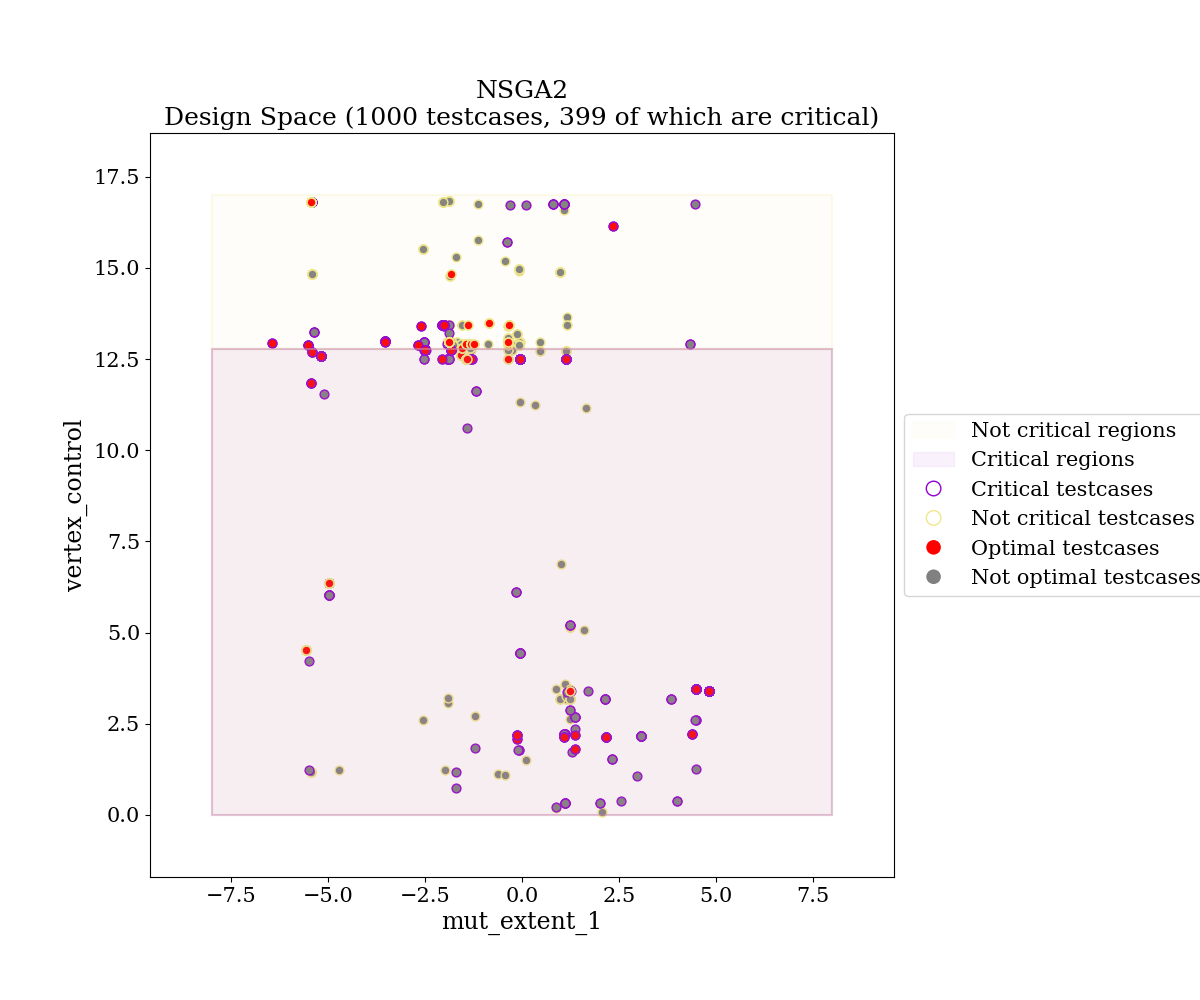 NSGA2
Design Space (1000 testcases, 399 of which are critical)
17.5
15.0
12.5
10.0
7.5
5.0
2.5
0.0
vertex_control
−7.5
−5.0
−2.5
0.0
2.5
5.0
7.5
mut_extent_1
Not critical regions
Critical regions
Critical testcases
Not critical testcases
Optimal testcases
Not optimal testcases